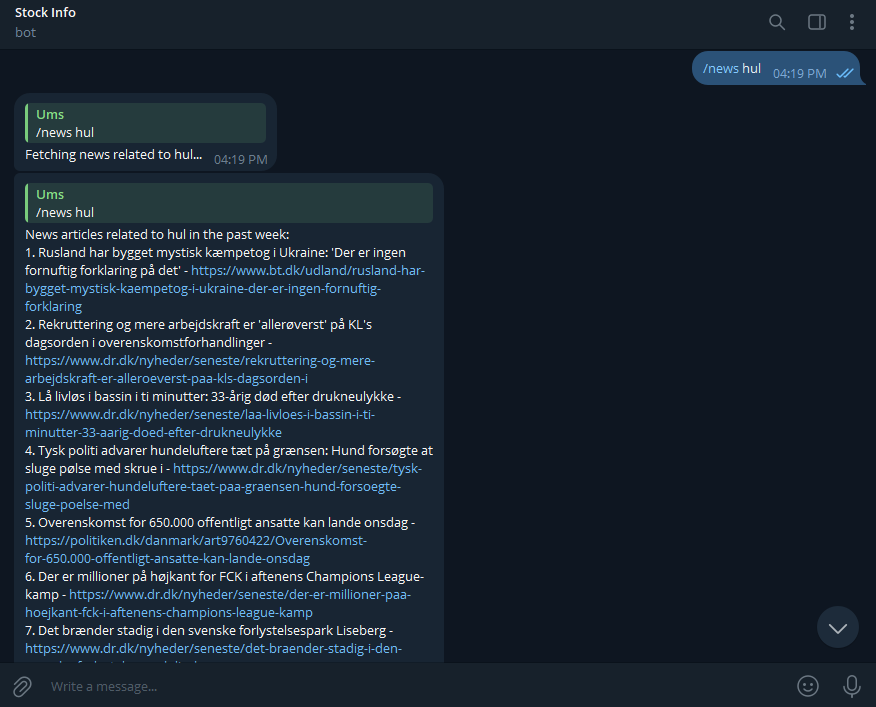 Stock Info
bot
/news hul 04:19 PM
Ums
/news hul
Fetching news related to hul... 04:19 PM
Ums
/news hul
News articles related to hul in the past week:
1. Rusland har bygget mystisk kæmpetog i Ukraine: 'Der er ingen
fornuftig forklaring på det' - https://www.bt.dk/udland/rusland-har-
bygget-mystisk-kaempetog-i-ukraine-der-er-ingen-fornuftig-
forklaring
2. Rekruttering og mere arbejdskraft er 'allerøverst' på KL's
dagsorden i overenskomstforhandlinger -
https://www.dr.dk/nyheder/seneste/rekruttering-og-mere-
arbejdskraft-er-alleroeverst-paa-kls-dagsorden-i
3. Lå livløs i bassin i ti minutter: 33-årig død efter drukneulykke -
https://www.dr.dk/nyheder/seneste/laa-livloes-i-bassin-i-ti-
minutter-33-aarig-doed-efter-drukneulykke
4. Tysk politi advarer hundeluftere tæt på grænsen: Hund forsøgte at
sluge pølse med skrue i - https://www.dr.dk/nyheder/seneste/tysk-
politi-advarer-hundeluftere-taet-paa-graensen-hund-forsoegte-
sluge-poelse-med
5. Overenskomst for 650.000 offentligt ansatte kan lande onsdag -
https://politiken.dk/danmark/art9760422/Overenskomst-
for-650.000-offentligt-ansatte-kan-lande-onsdag
6. Der er millioner på højkant for FCK i aftenens Champions League-
kamp - https://www.dr.dk/nyheder/seneste/der-er-millioner-paa-
hoejkant-fck-i-aftenens-champions-league-kamp
7. Det brænder stadig i den svenske forlystelsespark Liseberg -
https://www.dr.dk/nyheder/seneste/det-braender-stadig-i-den-
Write a message...